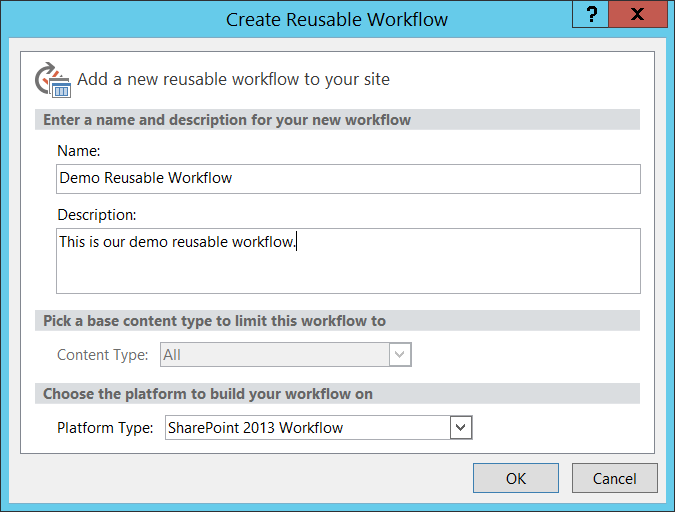 Create Reusable Workflow
?
x
Add a new reusable workflow to your site
Enter a name and description for your new workflow
Name:
Demo Reusable Workflow
Description:
This is our demo reusable workflow.
Pick a base content type to limit this workflow to
Content Type: All
Choose the platform to build your workflow on
Platform Type: SharePoint 2013 Workflow
OK Cancel